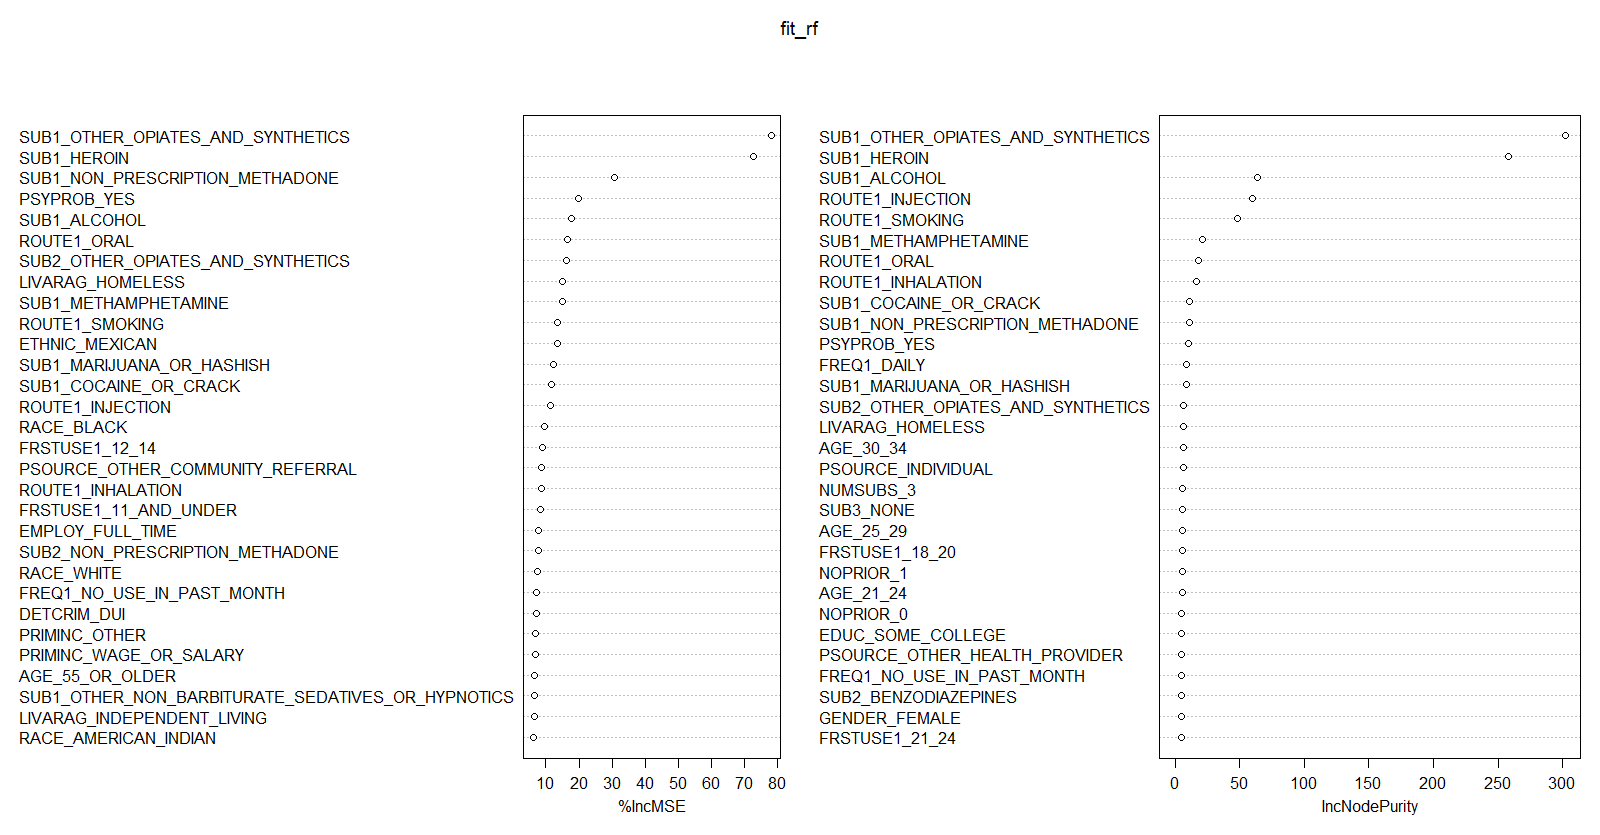 fit_rf
SUB1_OTHER_OPIATES_AND_SYNTHETICS
SUB1_HEROIN
SUB1_NON_PRESCRIPTION_METHADONE
PSYPROB_YES
SUB1_ALCOHOL
ROUTE1_ORAL
SUB2_OTHER_OPIATES_AND_SYNTHETICS
LIVARAG_HOMELESS
SUB1_METHAMPHETAMINE
ROUTE1_SMOKING
ETHNIC_MEXICAN
SUB1_MARIJUANA_OR_HASHISH
SUB1_COCAINE_OR_CRACK
ROUTE1_INJECTION
RACE_BLACK
FRSTUSE1_12_14
PSOURCE_OTHER_COMMUNITY_REFERRAL
ROUTE1_INHALATION
FRSTUSE1_11_AND_UNDER
EMPLOY_FULL_TIME
SUB2_NON_PRESCRIPTION_METHADONE
RACE_WHITE
FREQ1_NO_USE_IN_PAST_MONTH
DETCRIM_DUI
PRIMINC_OTHER
PRIMINC_WAGE_OR_SALARY
AGE_55_OR_OLDER
SUB1_OTHER_NON_BARBITURATE_SEDATIVES_OR_HYPNOTICS
LIVARAG_INDEPENDENT_LIVING
RACE_AMERICAN_INDIAN
10 20 30 40 50 60 70 80
%IncMSE
SUB1_OTHER_OPIATES_AND_SYNTHETICS
SUB1_HEROIN
SUB1_ALCOHOL
ROUTE1_INJECTION
ROUTE1_SMOKING
SUB1_METHAMPHETAMINE
ROUTE1_ORAL
ROUTE1_INHALATION
SUB1_COCAINE_OR_CRACK
SUB1_NON_PRESCRIPTION_METHADONE
PSYPROB_YES
FREQ1_DAILY
SUB1_MARIJUANA_OR_HASHISH
SUB2_OTHER_OPIATES_AND_SYNTHETICS
LIVARAG_HOMELESS
AGE_30_34
PSOURCE_INDIVIDUAL
NUMSUBS_3
SUB3_NONE
AGE_25_29
FRSTUSE1_18_20
NOPRIOR_1
AGE_21_24
NOPRIOR_0
EDUC_SOME_COLLEGE
PSOURCE_OTHER_HEALTH_PROVIDER
FREQ1_NO_USE_IN_PAST_MONTH
SUB2_BENZODIAZEPINES
GENDER_FEMALE
FRSTUSE1_21_24
0 50 100 150 200 250 300
IncNodePurity